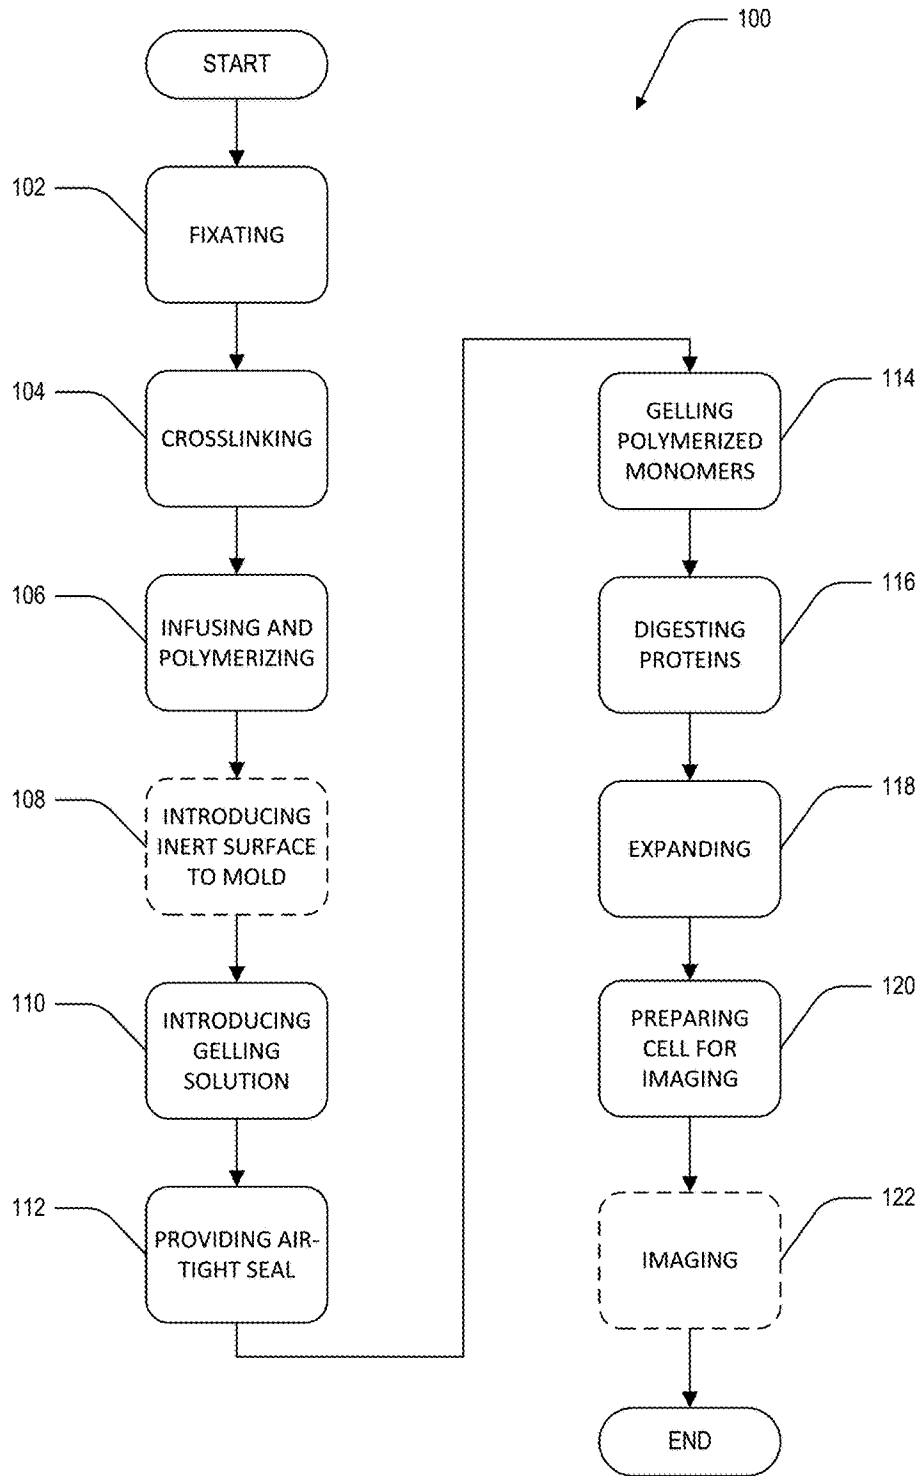 100
START
102
FIXATING
104
CROSSLINKING
106
INFUSING AND
POLYMERIZING
108
INTRODUCING
INERT SURFACE
TO MOLD
110
INTRODUCING
GELLING
SOLUTION
112
PROVIDING AIR-
TIGHT SEAL
114
GELLING
POLYMERIZED
MONOMERS
116
DIGESTING
PROTEINS
118
EXPANDING
120
PREPARING
CELL FOR
IMAGING
122
IMAGING
END